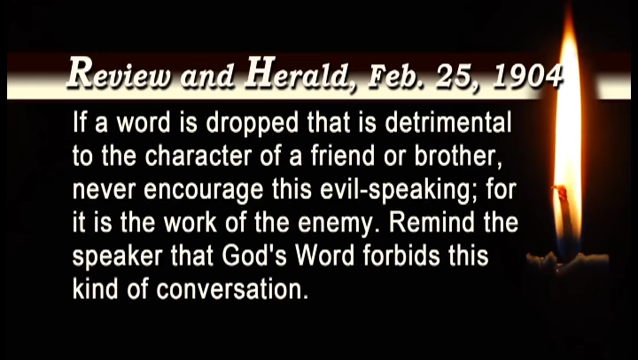 Review and Herald, Feb. 25, 1904
If a word is dropped that is detrimental
to the character of a friend or brother,
never encourage this evil-speaking; for
it is the work of the enemy. Remind the
speaker that God's Word forbids this
kind of conversation.